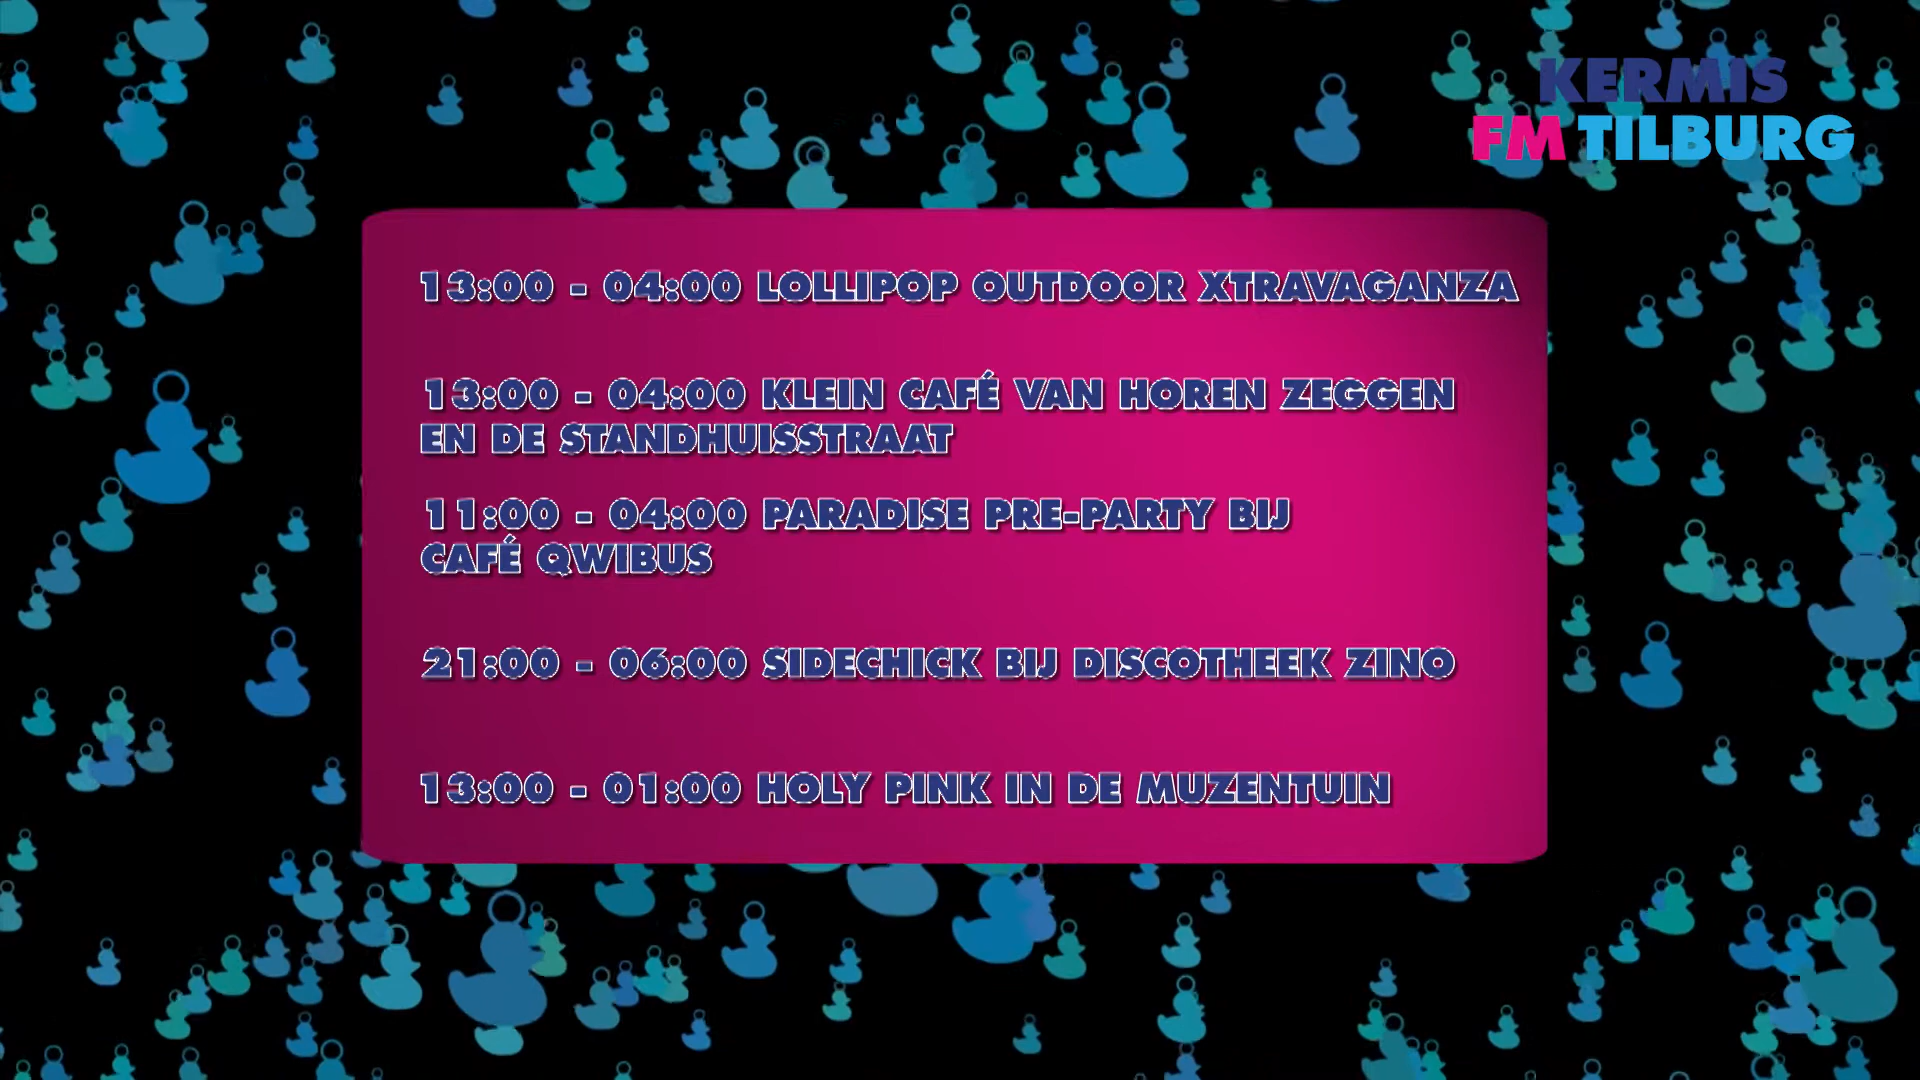 KERMIS
FM TILBURG
13:00 - 04:00 LOLLIPOP OUTDOOR XTRAVAGANZA
13:00 - 04:00 KLEIN CAFÉ VAN HOREN ZEGGEN
EN DE STANDHUISSTRAAT
11:00 - 04:00 PARADISE PRE-PARTY BIJ
CAFÉ QWIBUS
21:00 - 06:00 SIDECHICK BIJ DISCOTHEEK ZINO
13:00 - 01:00 HOLY PINK IN DE MUZENTUIN